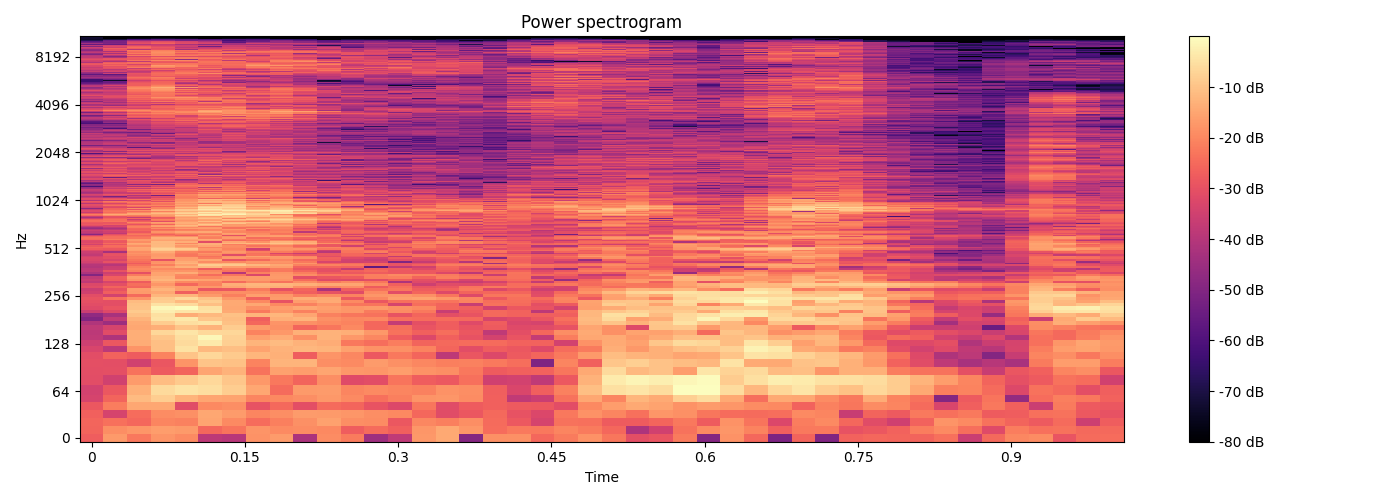 Power spectrogram
Hz
8192
4096
2048
1024
512
256
128
64
0
0 0.15 0.3 0.45 0.6 0.75 0.9
Time
-10 dB
-20 dB
-30 dB
-40 dB
-50 dB
-60 dB
-70 dB
-80 dB